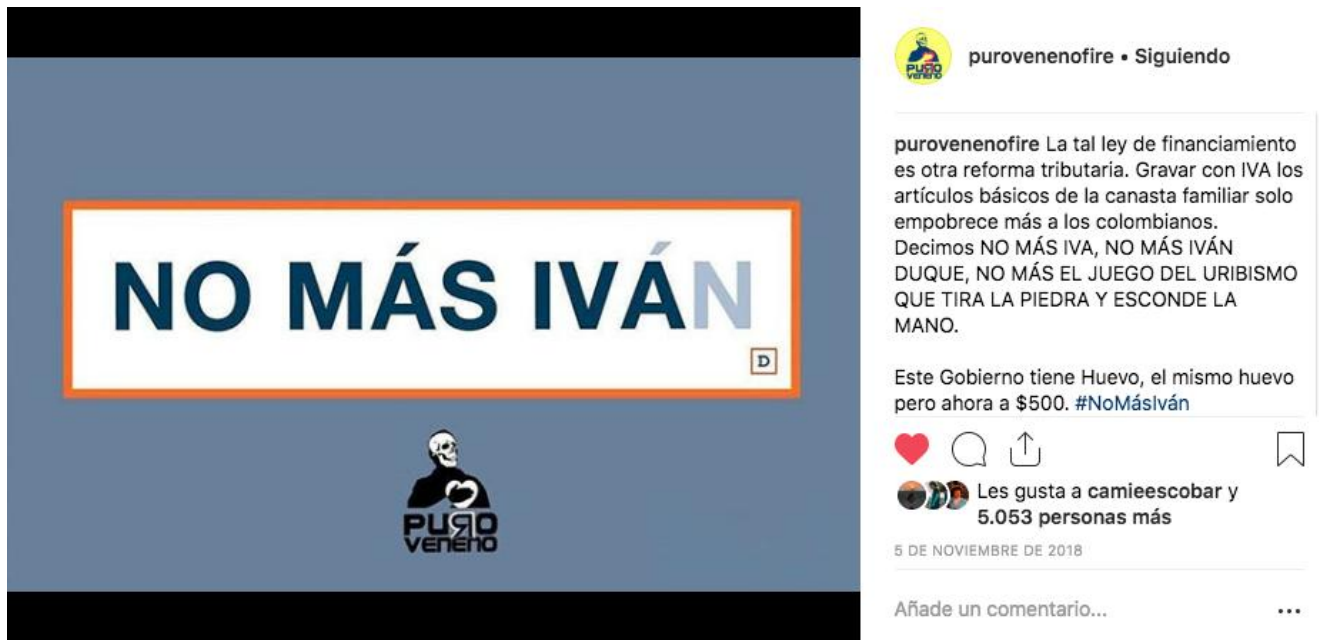 NO MÁS IVÁN
D
PURO
VENENO
PURO
VENENO
purovenenofire • Siguiendo
purovenenofire La tal ley de financiamiento
es otra reforma tributaria. Gravar con IVA los
artículos básicos de la canasta familiar solo
empobrece más a los colombianos.
Decimos NO MÁS IVA, NO MÁS IVÁN
DUQUE, NO MÁS EL JUEGO DEL URIBISMO
QUE TIRA LA PIEDRA Y ESCONDE LA
MANO.
Este Gobierno tiene Huevo, el mismo huevo
pero ahora a $500. #NoMásIván
Les gusta a camieescobar y
5.053 personas más
5 DE NOVIEMBRE DE 2018
Añade un comentario...